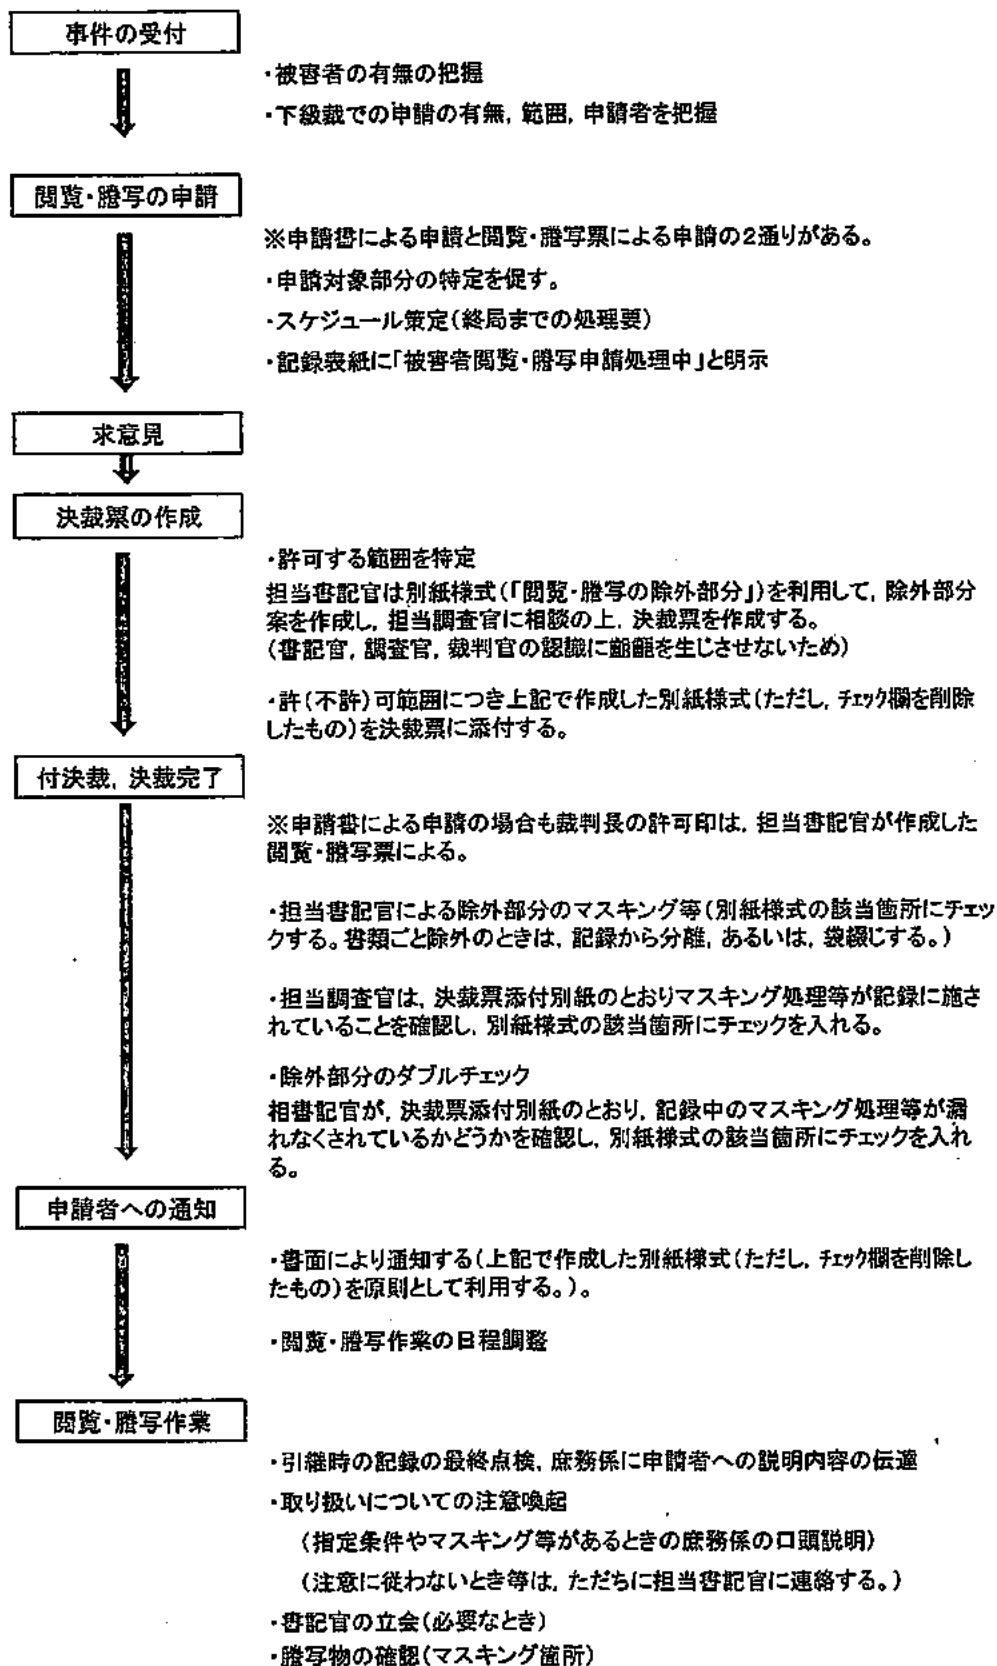 事件の受付
・被害者の有無の把握
・下級裁での申請の有無，範囲，申請者を把握
閲覧・謄写の申請
※申請書による申請と閲覧・謄写票による申請の2通りがある。
・申請対象部分の特定を促す。
・スケジュール策定(終局までの処理要)
・記録表紙に「被害者閲覧・謄写申請処理中」と明示
求意見
決裁票の作成
・許可する範囲を特定
担当書記官は別紙様式(「閲覧・謄写の除外部分」)を利用して，除外部分
案を作成し，担当調査官に相談の上，決裁票を作成する。
(書記官，調査官，裁判官の認識に齟齬を生じさせないため)
・許(不許)可範囲につき上記で作成した別紙様式(ただし，チェック欄を削除
したもの)を決裁票に添付する。
付決裁，決裁完了
※申請書による申請の場合も裁判長の許可印は，担当書記官が作成した
閲覧・謄写票による。
・担当書記官による除外部分のマスキング等(別紙様式の該当箇所にチェッ
クする。書類ごと除外のときは，記録から分離，あるいは，袋綴じする。)
・担当調査官は，決裁票添付別紙のとおりマスキング処理等が記録に施さ
れていることを確認し，別紙様式の該当箇所にチェックを入れる。
・除外部分のダブルチェック
相書記官が，決裁票添付別紙のとおり，記録中のマスキング処理等が漏
れなくされているかどうかを確認し，別紙様式の該当箇所にチェックを入れ
る。
申請者への通知
・書面により通知する(上記で作成した別紙様式(ただし，チェック欄を削除し
たもの)を原則として利用する。)。
・閲覧・謄写作業の日程調整
閲覧・謄写作業
・引継時の記録の最終点検，庶務係に申請者への説明内容の伝達
・取り扱いについての注意喚起
(指定条件やマスキング等があるときの庶務係の口頭説明)
(注意に従わないとき等は，ただちに担当書記官に連絡する。)
・書記官の立会(必要なとき)
・謄写物の確認(マスキング箇所)